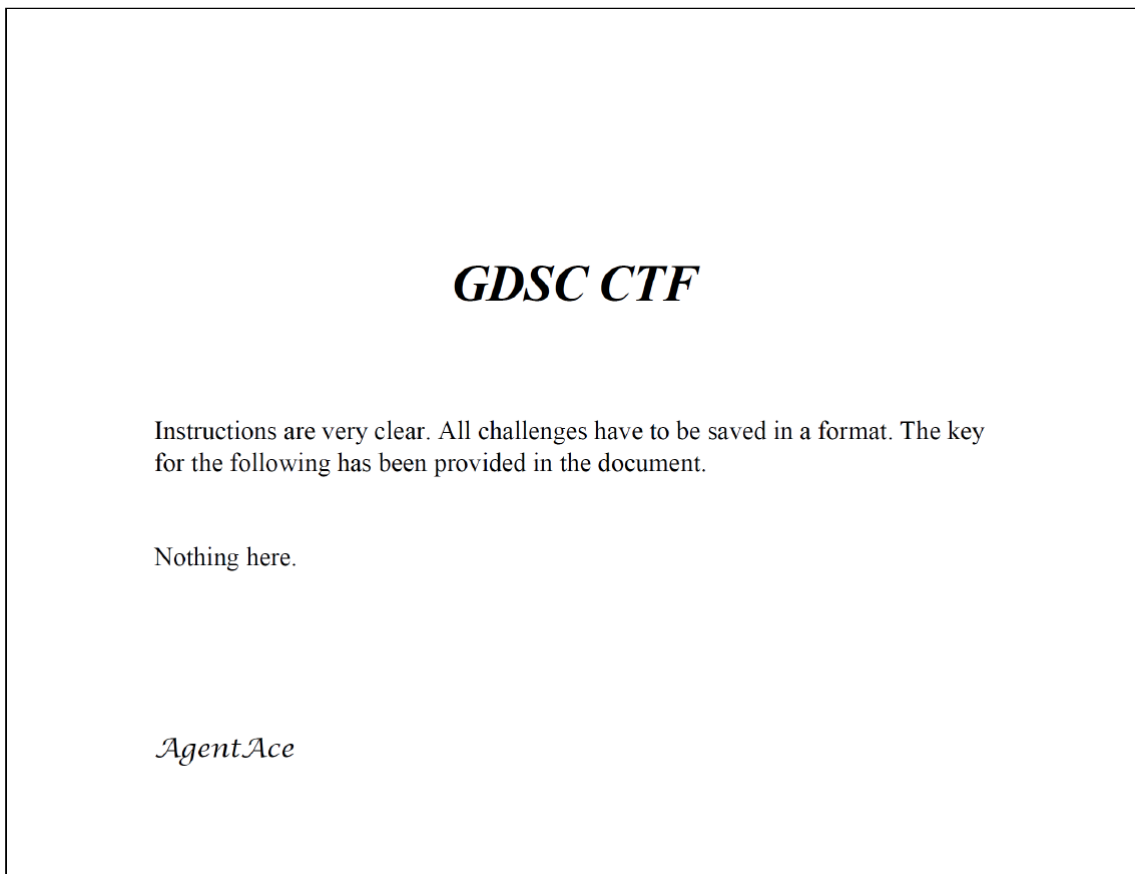 GDSC CTF
Instructions are very clear. All challenges have to be saved in a format. The key
for the following has been provided in the document.
Nothing here.
AgentAce